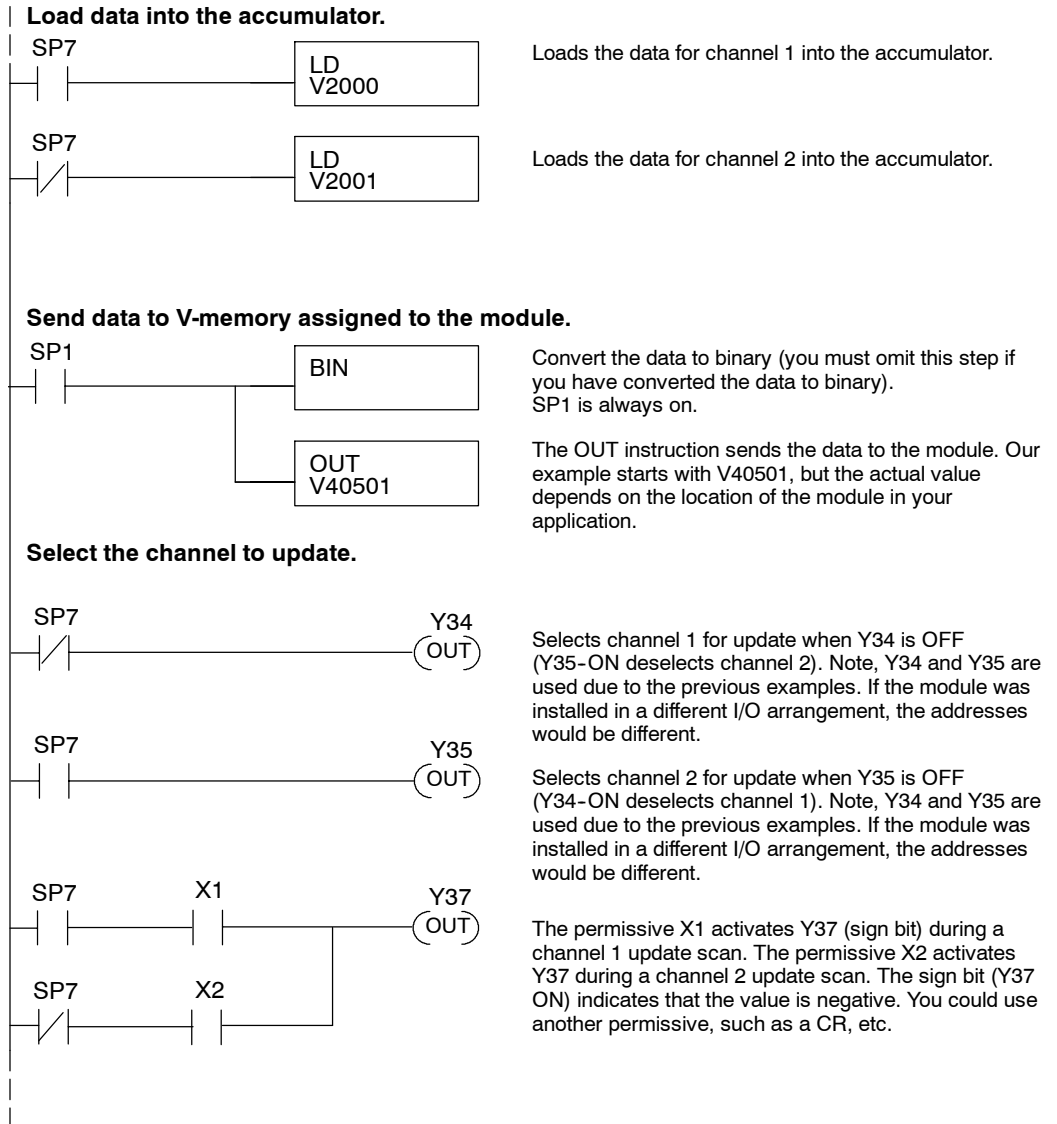 Load data into the accumulator.
SP7
LD
V2000
Loads the data for channel 1 into the accumulator.
SP7
LD
V2001
Loads the data for channel 2 into the accumulator.
Send data to V-memory assigned to the module.
SP1
BIN
Convert the data to binary (you must omit this step if
you have converted the data to binary).
SP1 is always on.
OUT
V40501
The OUT instruction sends the data to the module. Our
example starts with V40501, but the actual value
depends on the location of the module in your
application.
Select the channel to update.
SP7
Y34
OUT
Selects channel 1 for update when Y34 is OFF
(Y35-ON deselects channel 2). Note, Y34 and Y35 are
used due to the previous examples. If the module was
installed in a different I/O arrangement, the addresses
would be different.
SP7
Y35
OUT
Selects channel 2 for update when Y35 is OFF
(Y34-ON deselects channel 1). Note, Y34 and Y35 are
used due to the previous examples. If the module was
installed in a different I/O arrangement, the addresses
would be different.
SP7
X1
Y37
OUT
The permissive X1 activates Y37 (sign bit) during a
channel 1 update scan. The permissive X2 activates
Y37 during a channel 2 update scan. The sign bit (Y37
ON) indicates that the value is negative. You could use
another permissive, such as a CR, etc.
SP7
X2